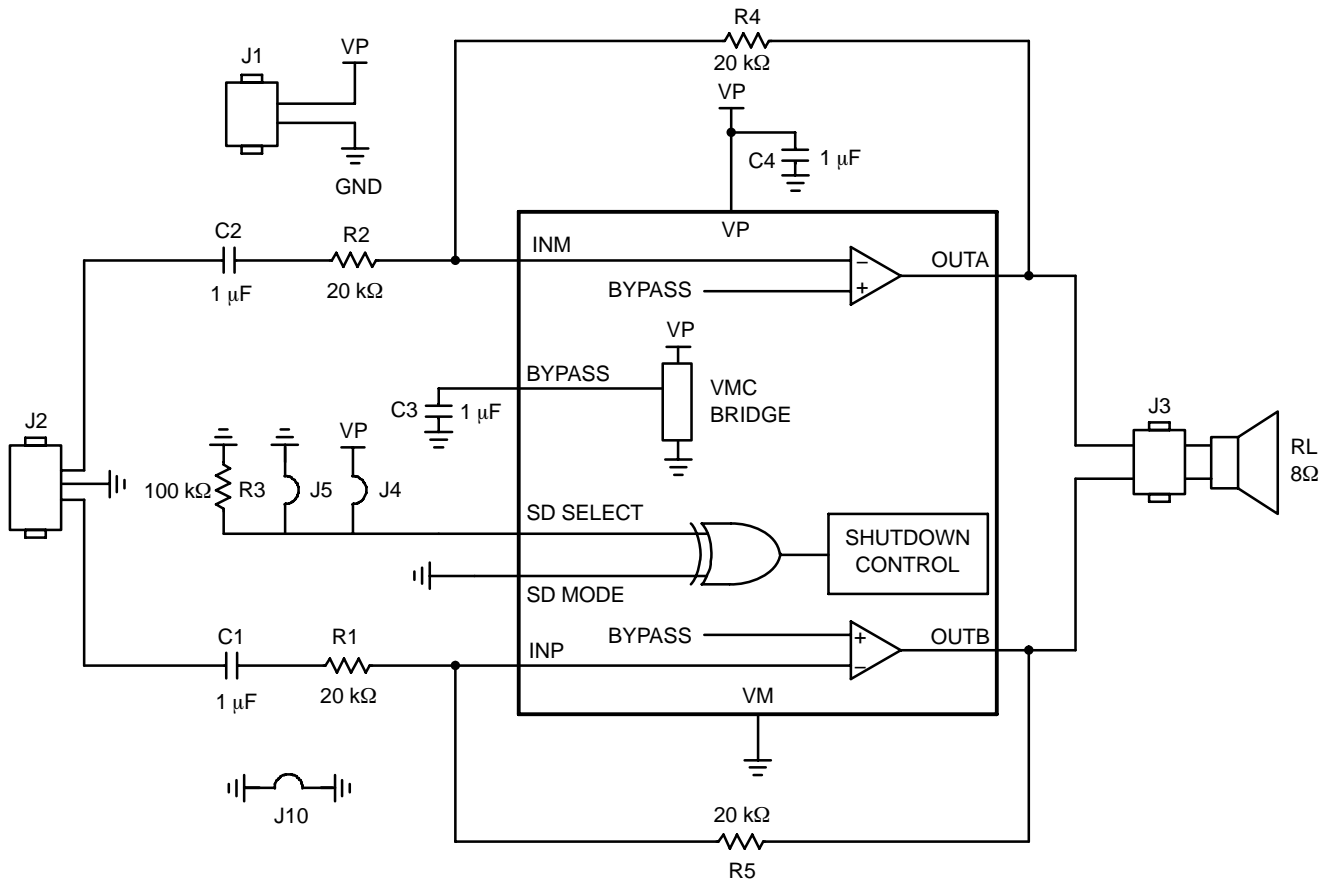 R4
20 kΩ
J1
VP
GND
VP
C4
1 μF
VP
C2
1 μF
R2
20 kΩ
INM
−
+
OUTA
BYPASS
VP
BYPASS
VMC
BRIDGE
C3
1 μF
J2
J3
RL
8Ω
100 kΩ
R3
J5
VP
J4
SD SELECT
SD MODE
SHUTDOWN
CONTROL
C1
1 μF
R1
20 kΩ
BYPASS
INP
+
−
OUTB
VM
J10
20 kΩ
R5